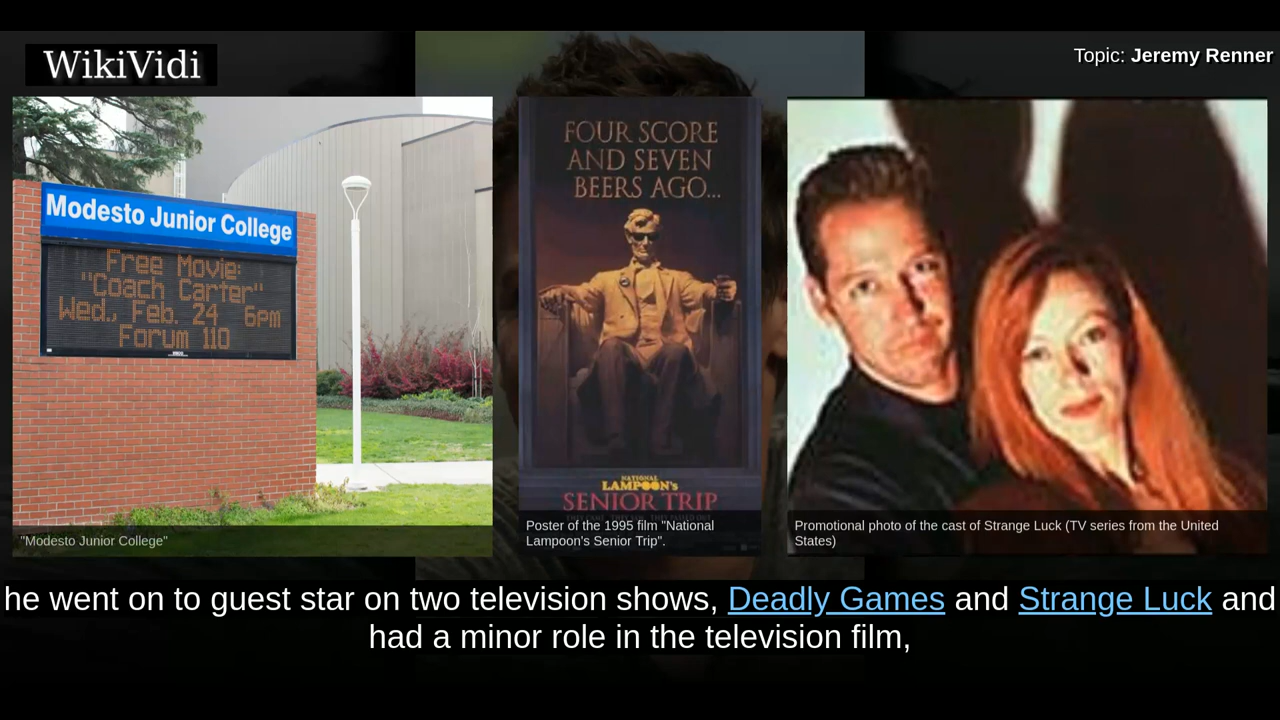 WikiVidi
Topic: Jeremy Renner
Modesto Junior College
Free Movie:
"Coach Carter"
Wed., Feb. 24 6pm
Forum 110
"Modesto Junior College"
FOUR SCORE
AND SEVEN
BEERS AGO...
NATIONAL
LAMPOON's
SENIOR TRIP
Poster of the 1995 film "National
Lampoon's Senior Trip".
Promotional photo of the cast of Strange Luck (TV series from the United
States)
he went on to guest star on two television shows, Deadly Games and Strange Luck and
had a minor role in the television film,